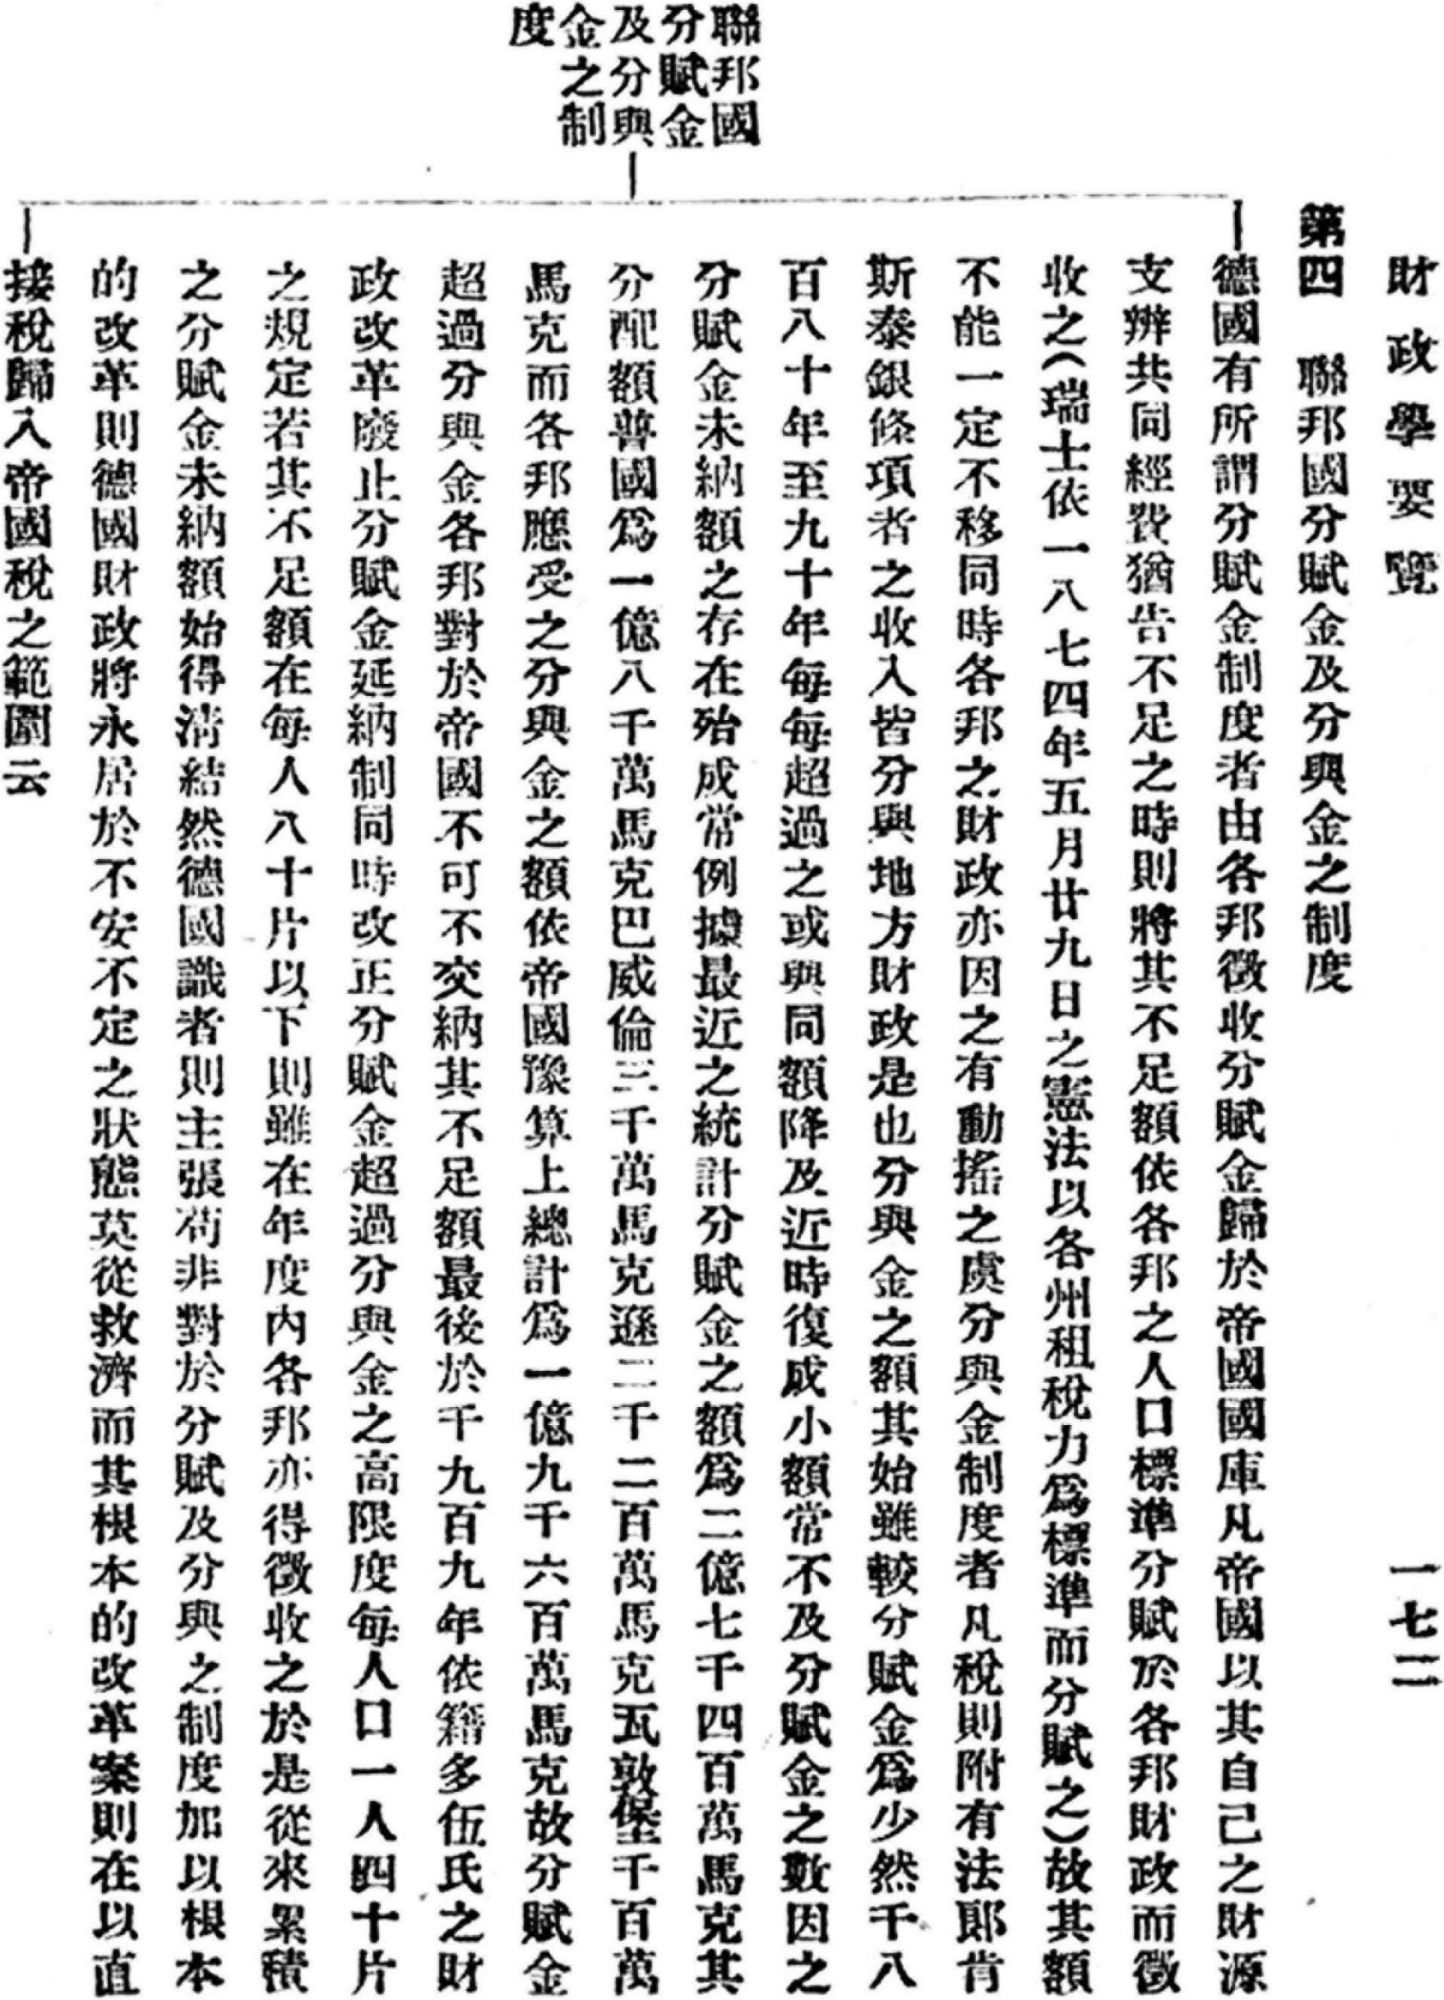 財政學要覽
一七二
第四　聯邦國分賦金及分與金之制度
聯邦國
分賦金
及分與
金之制
度
德國有所謂分賦金制度者由各邦徵收分賦金歸於帝國國庫凡帝國以其自己之財源
支辨共同經費猶告不足之時則將其不足額依各邦之人口標準分賦於各邦財政而徵
收之（瑞士依一八七四年五月廿九日之憲法以各州租稅力爲標準而分賦之）故其額
不能一定不移同時各邦之財政亦因之有動搖之虞分與金制度者凡稅則附有法郎肯
斯泰銀條項者之收入皆分與地方財政是也分與金之額其始雖較分賦金爲少然千八
百八十年至九十年每每超過之或與同額降及近時復成小額常不及分賦金之數因之
分賦金未納額之存在殆成常例據最近之統計分賦金之額爲二億七千四百萬馬克其
分配額普國爲一億八千萬馬克巴威倫三千萬馬克遜二千二百萬馬克瓦敦堡千百萬
馬克而各邦應受之分與金之額依帝國豫算上總計爲一億九千六百萬馬克故分賦金
超過分與金各邦對於帝國不可不交納其不足額最後於千九百九年依籍多伍氏之財
政改革廢止分賦金延納制同時改正分賦金超過分與金之高限度每人口一人四十片
之規定若其不足額在每人八十片以下則雖在年度內各邦亦得徵收之於是從來累積
之分賦金未納額始得淸結然德國識者則主張苟非對於分賦及分與之制度加以根本
的改革則德國財政將永居於不安不定之狀態莫從救濟而其根本的改革案則在以直
接稅歸入帝國稅之範圍云